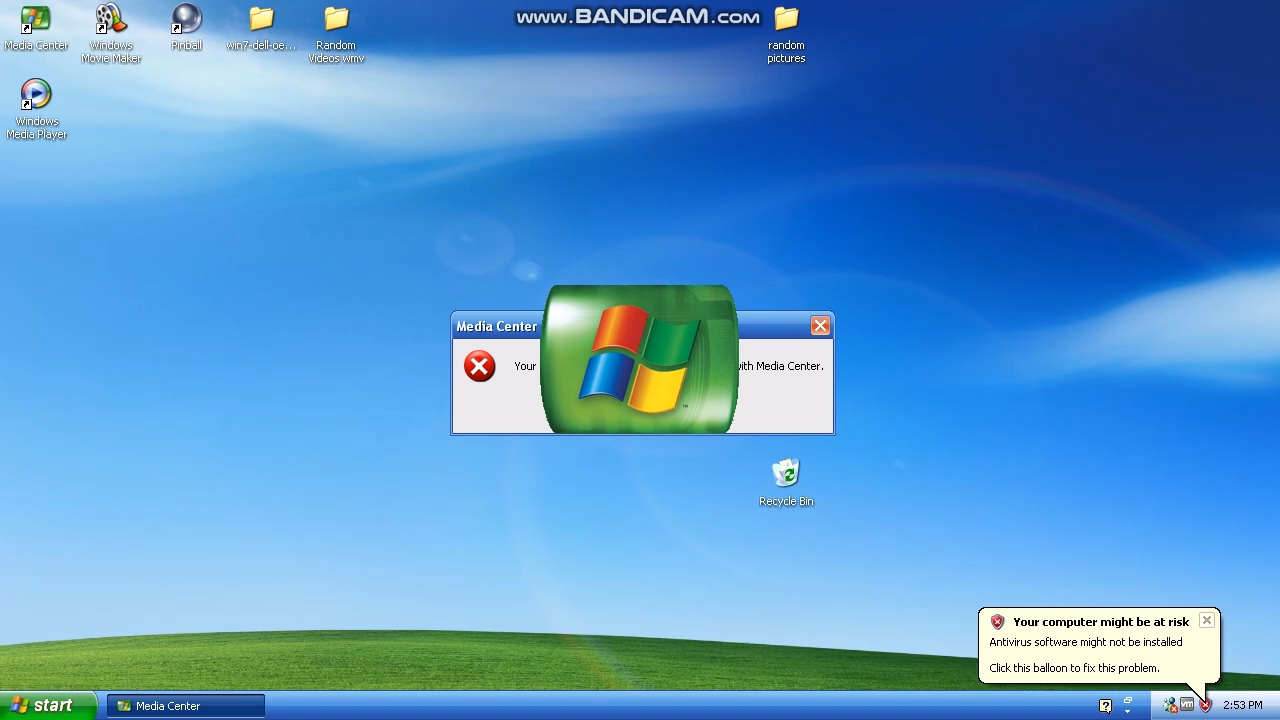 www.BANDICAM.com
Media Center
Windows
Movie Maker
Pinball
win7-dell-oe...
Random
Videos wmv
random
pictures
Windows
Media Player
Media Center
Your
with Media Center.
Recycle Bin
Your computer might be at risk
Antivirus software might not be installed
Click this balloon to fix this problem.
start
Media Center
vm
2:53 PM